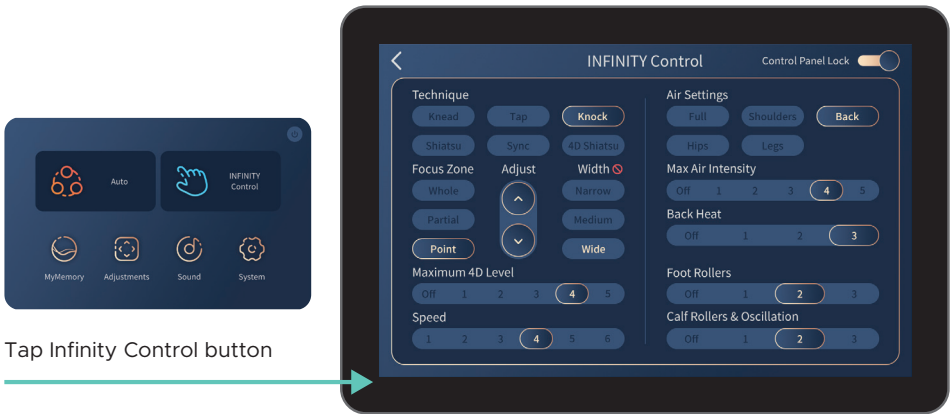 Auto
INFINITY
Control
MyMemory Adjustments Sound System
Tap Infinity Control button
INFINITY Control
Control Panel Lock
Technique
Knead Tap Knock
Shiatsu Sync 4D Shiatsu
Focus Zone Adjust Width
Whole Narrow
Partial Medium
Point Wide
Maximum 4D Level
Off 1 2 3 4 5
Speed
1 2 3 4 5 6
Air Settings
Full Shoulders Back
Hips Legs
Max Air Intensity
Off 1 2 3 4 5
Back Heat
Off 1 2 3
Foot Rollers
Off 1 2 3
Calf Rollers & Oscillation
Off 1 2 3